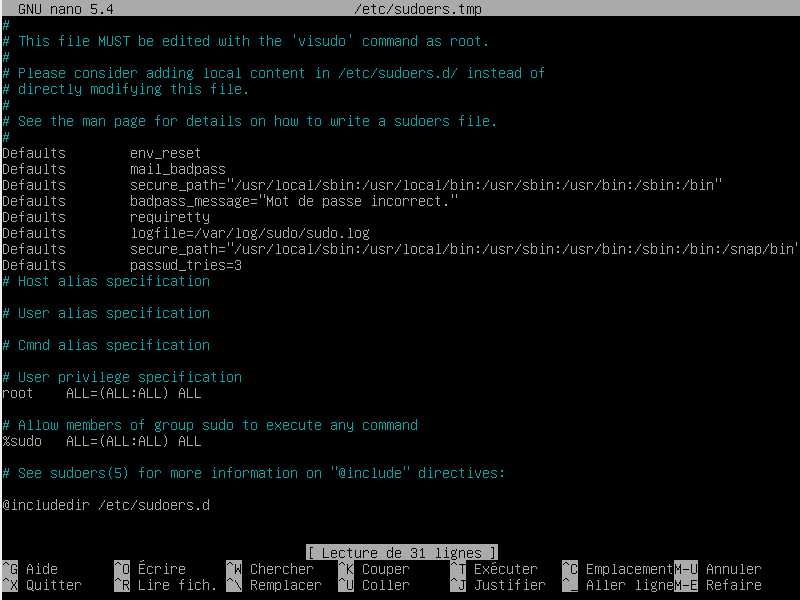 GNU nano 5.4 /etc/sudoers.tmp
#
# This file MUST be edited with the 'visudo' command as root.
#
# Please consider adding local content in /etc/sudoers.d/ instead of
# directly modifying this file.
#
# See the man page for details on how to write a sudoers file.
#
Defaults env_reset
Defaults mail_badpass
Defaults secure_path="/usr/local/sbin:/usr/local/bin:/usr/sbin:/usr/bin:/sbin:/bin"
Defaults badpass_message="Mot de passe incorrect."
Defaults requiretty
Defaults logfile=/var/log/sudo/sudo.log
Defaults secure_path="/usr/local/sbin:/usr/local/bin:/usr/sbin:/usr/bin:/sbin:/bin:/snap/bin"
Defaults passwd_tries=3
# Host alias specification
# User alias specification
# Cmnd alias specification
# User privilege specification
root ALL=(ALL:ALL) ALL
# Allow members of group sudo to execute any command
%sudo ALL=(ALL:ALL) ALL
# See sudoers(5) for more information on "@include" directives:
@includedir /etc/sudoers.d
[ Lecture de 31 lignes ]
^G Aide ^O Écrire ^W Chercher ^K Couper ^T Exécuter ^C Emplacement M-U Annuler
^X Quitter ^R Lire fich. ^\ Remplacer ^U Coller ^J Justifier ^_ Aller ligne M-E Refaire